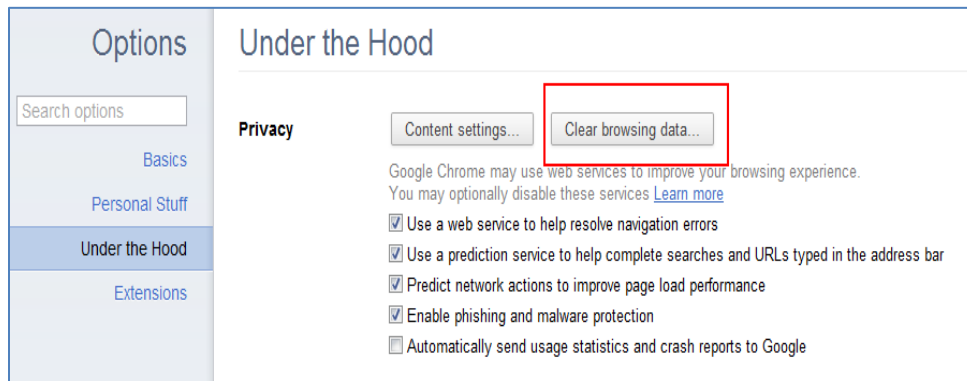 Options
Search options
Basics
Personal Stuff
Under the Hood
Extensions
Under the Hood
Privacy
Content settings...
Clear browsing data...
Google Chrome may use web services to improve your browsing experience.
You may optionally disable these services Learn more
Use a web service to help resolve navigation errors
Use a prediction service to help complete searches and URLs typed in the address bar
Predict network actions to improve page load performance
Enable phishing and malware protection
Automatically send usage statistics and crash reports to Google